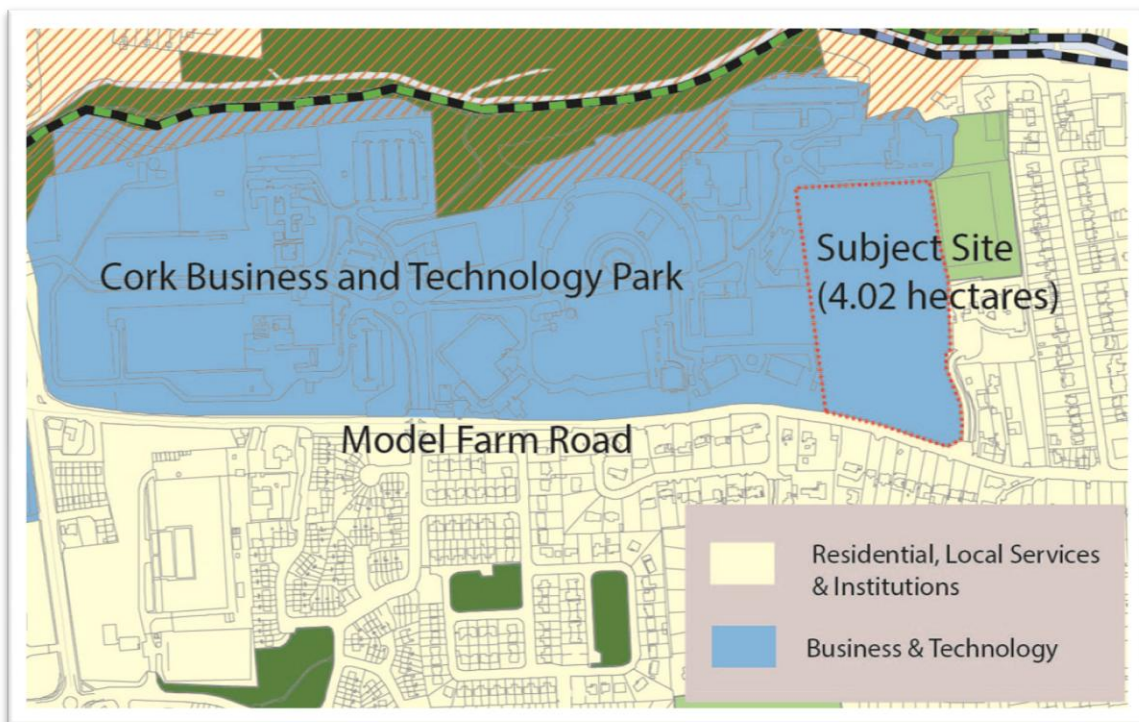 Cork Business and Technology Park
Subject Site
(4.02 hectares)
Model Farm Road
Residential, Local Services
& Institutions
Business & Technology